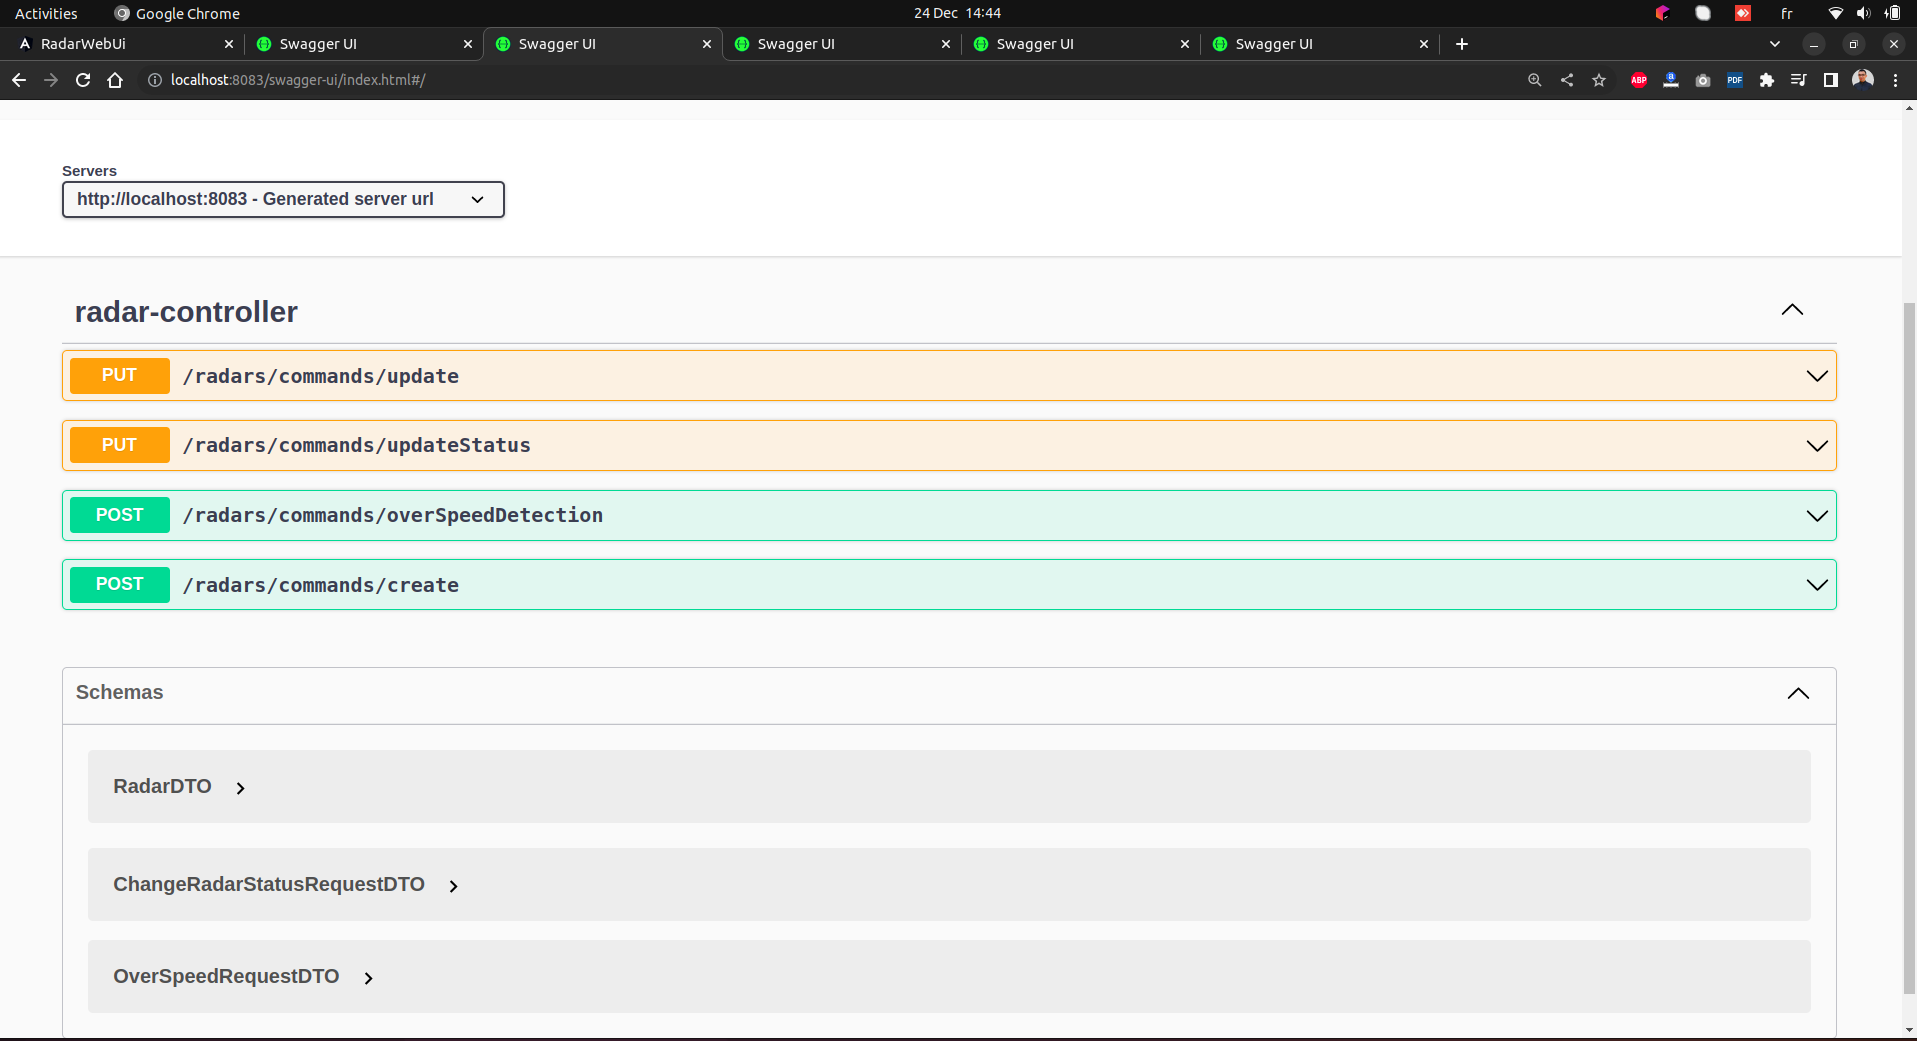 Activities Google Chrome 24 Dec 14:44 fr
RadarWebUi Swagger UI Swagger UI Swagger UI Swagger UI Swagger UI
localhost:8083/swagger-ui/index.html#/ ABP a PDF
Servers
http://localhost:8083 - Generated server url
radar-controller
PUT /radars/commands/update
PUT /radars/commands/updateStatus
POST /radars/commands/overSpeedDetection
POST /radars/commands/create
Schemas
RadarDTO
ChangeRadarStatusRequestDTO
OverSpeedRequestDTO